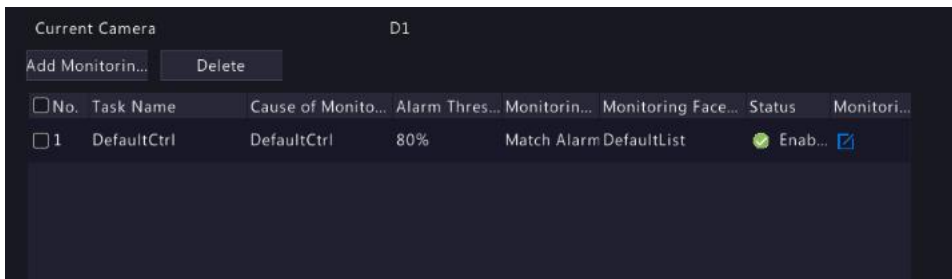 Current Camera D1
Add Monitorin... Delete
No. Task Name Cause of Monito... Alarm Thres... Monitorin... Monitoring Face... Status Monitori...
1 DefaultCtrl DefaultCtrl 80% Match Alarm DefaultList Enab...